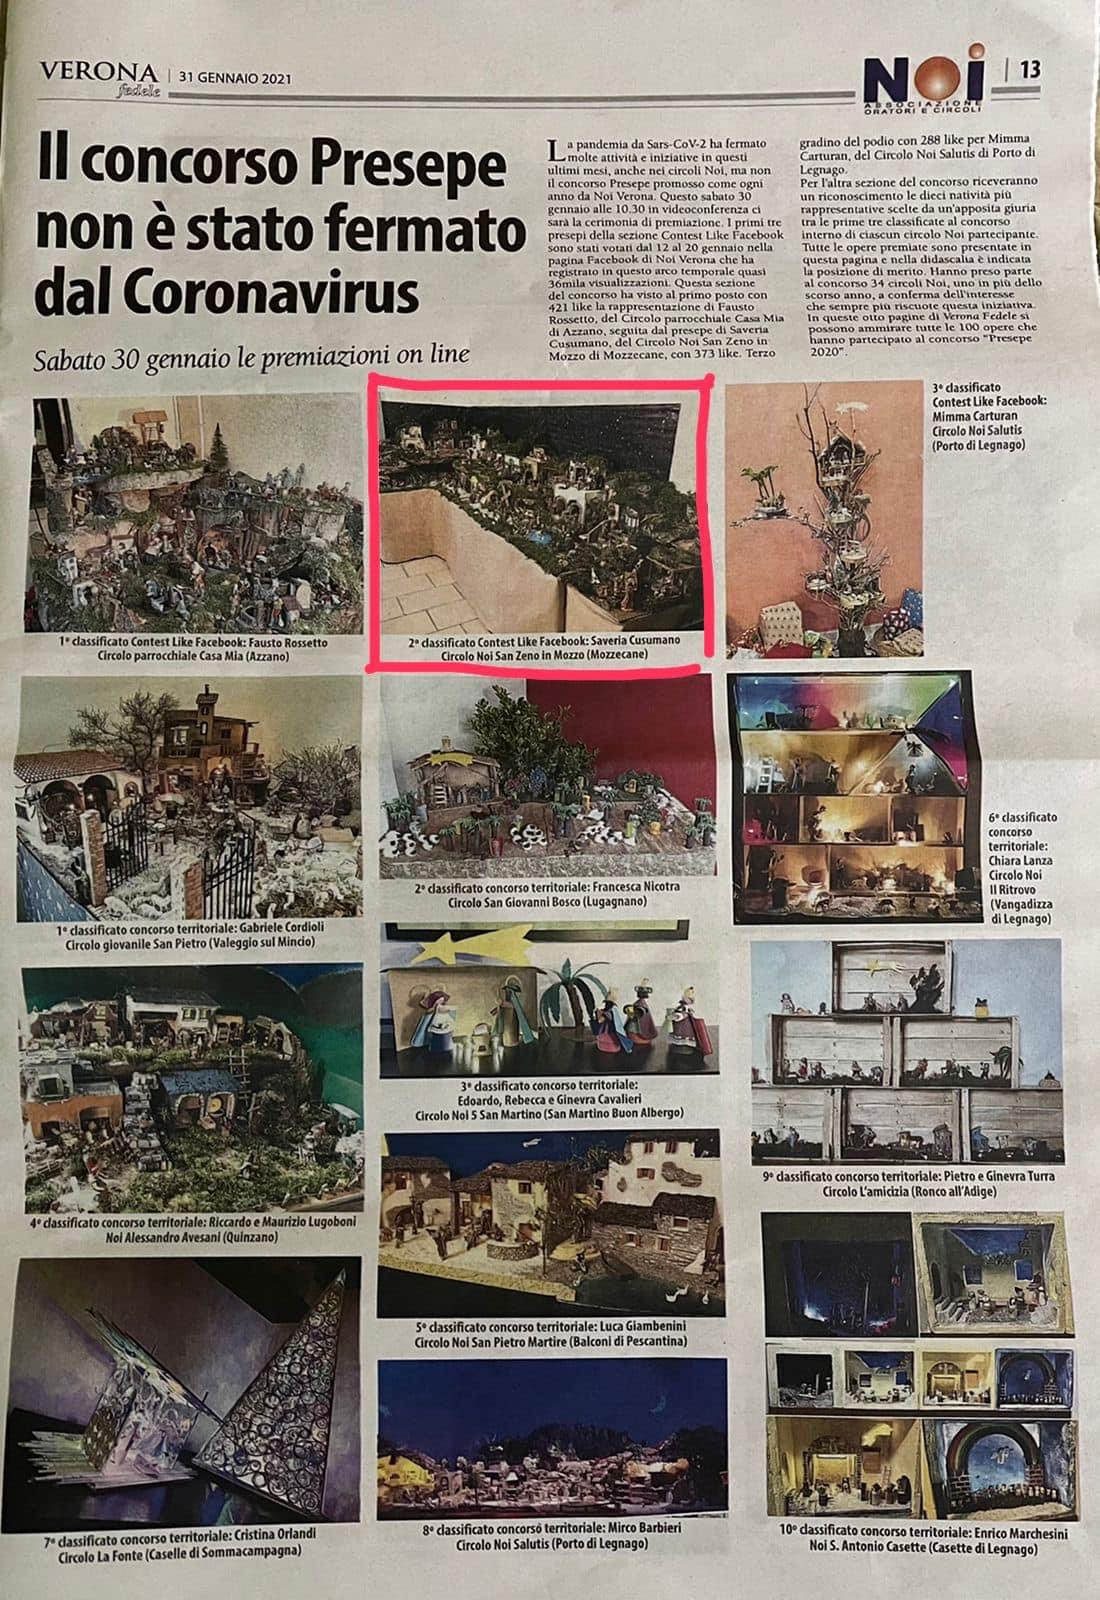 VERONA fedele | 31 GENNAIO 2021
NOI | 13
ASSOCIAZIONE
ORATORI E CIRCOLI
Il concorso Presepe
non è stato fermato
dal Coronavirus
Sabato 30 gennaio le premiazioni on line
La pandemia da Sars-CoV-2 ha fermato
molte attività e iniziative in questi
ultimi mesi, anche nei circoli Noi, ma non
il concorso Presepe promosso come ogni
anno da Noi Verona. Questo sabato 30
gennaio alle 10.30 in videoconferenza ci
sarà la cerimonia di premiazione. I primi tre
presepi della sezione Contest Like Facebook
sono stati votati dal 12 al 20 gennaio nella
pagina Facebook di Noi Verona che ha
registrato in questo arco temporale quasi
36mila visualizzazioni. Questa sezione
del concorso ha visto al primo posto con
421 like la rappresentazione di Fausto
Rossetto, del Circolo parrocchiale Casa Mia
di Azzano, seguita dal presepe di Saveria
Cusumano, del Circolo Noi San Zeno in
Mozzo di Mozzecane, con 373 like. Terzo
gradino del podio con 288 like per Mimma
Carturan, del Circolo Noi Salutis di Porto di
Legnago.
Per l'altra sezione del concorso riceveranno
un riconoscimento le dieci natività più
rappresentative scelte da un'apposita giuria
tra le prime tre classificate al concorso
interno di ciascun circolo Noi partecipante.
Tutte le opere premiate sono presentate in
questa pagina e nella didascalia è indicata
la posizione di merito. Hanno preso parte
al concorso 34 circoli Noi, uno in più dello
scorso anno, a conferma dell'interesse
che sempre più riscuote questa iniziativa.
In queste otto pagine di Verona Fedele si
possono ammirare tutte le 100 opere che
hanno partecipato al concorso "Presepe
2020".
1º classificato Contest Like Facebook: Fausto Rossetto
Circolo parrocchiale Casa Mia (Azzano)
2º classificato Contest Like Facebook: Saveria Cusumano
Circolo Noi San Zeno in Mozzo (Mozzecane)
3º classificato
Contest Like Facebook:
Mimma Carturan
Circolo Noi Salutis
(Porto di Legnago)
1º classificato concorso territoriale: Gabriele Cordioli
Circolo giovanile San Pietro (Valeggio sul Mincio)
2º classificato concorso territoriale: Francesca Nicotra
Circolo San Giovanni Bosco (Lugagnano)
6º classificato
concorso
territoriale:
Chiara Lanza
Circolo Noi
Il Ritrovo
(Vangadizza
di Legnago)
4º classificato concorso territoriale: Riccardo e Maurizio Lugoboni
Noi Alessandro Avesani (Quinzano)
3º classificato concorso territoriale:
Edoardo, Rebecca e Ginevra Cavalieri
Circolo Noi 5 San Martino (San Martino Buon Albergo)
9º classificato concorso territoriale: Pietro e Ginevra Turra
Circolo L'amicizia (Ronco all'Adige)
5º classificato concorso territoriale: Luca Giambenini
Circolo Noi San Pietro Martire (Balconi di Pescantina)
7º classificato concorso territoriale: Cristina Orlandi
Circolo La Fonte (Caselle di Sommacampagna)
8º classificato concorso territoriale: Mirco Barbieri
Circolo Noi Salutis (Porto di Legnago)
10º classificato concorso territoriale: Enrico Marchesini
Noi S. Antonio Casette (Casette di Legnago)